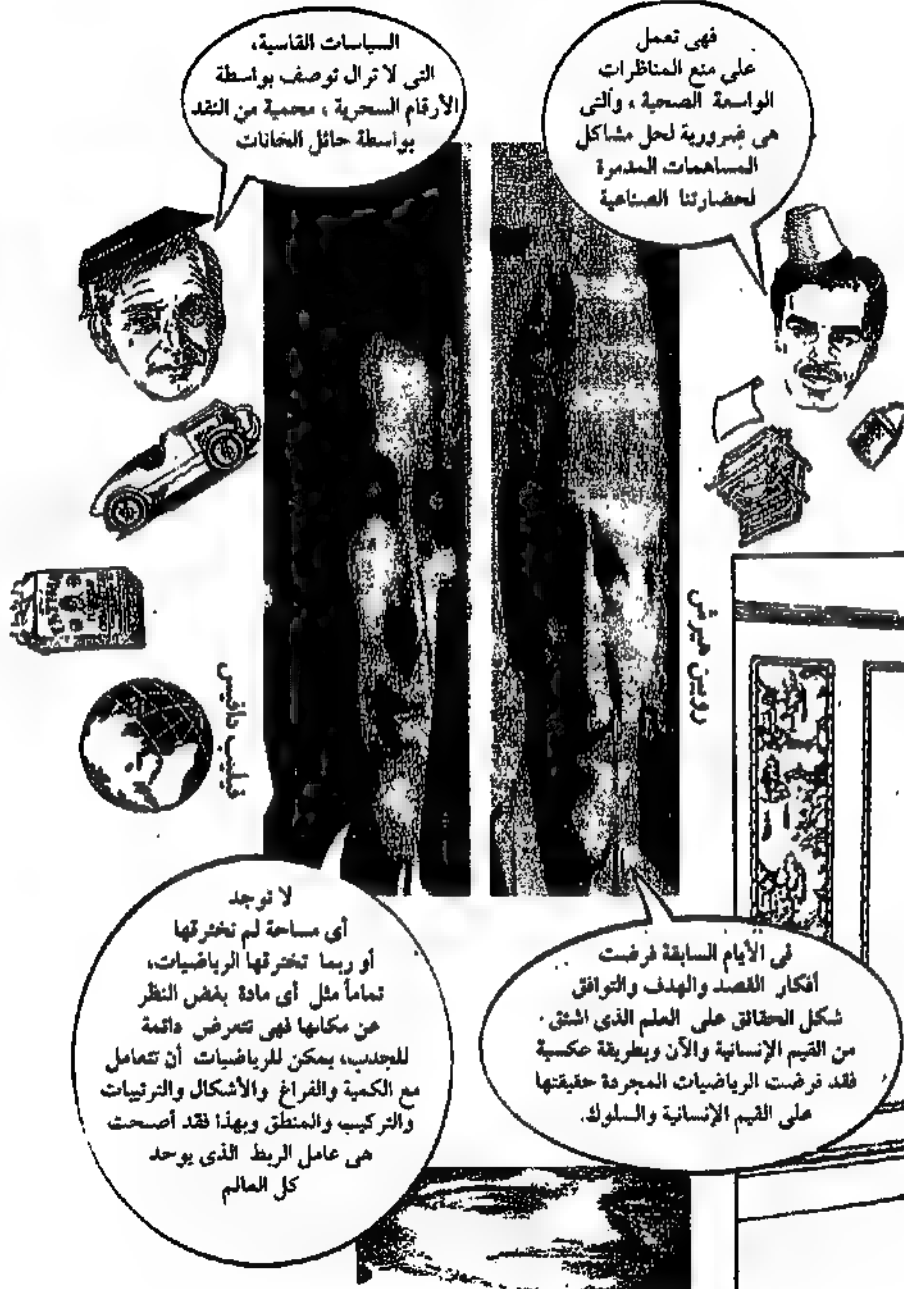 فهى تعمل
على منع المناظرات
الواسعة الصحية ، والتى
هى ضرورية لحل مشاكل
المساهمات المدمرة
لحضارتنا الصناعية
السياسات القاسية،
التى لا تزال توصف بواسطة
الأرقام السحرية ، محمية من النقد
بواسطة حائل الخانات
روبين هيرش
فيليب دافيس
فى الأيام السابقة فرضت
أفكار القصد والهدف والتوافق
شكل الحقائق على العلم الذى اشتق
من القيم الإنسانية والآن وبطريقة عكسية
فقد فرضت الرياضيات المجردة حقيقتها
على القيم الإنسانية والسلوك.
لا توجد
أى مساحة لم تخترقها
أو ربما تخترقها الرياضيات،
تماماً مثل أى مادة بغض النظر
عن مكانها فهى تتعرض دائمة
للجذب، يمكن للرياضيات أن تتعامل
مع الكمية والفراغ والأشكال والترتيبات
والتركيب والمنطق وبهذا فقد أصبحت
هى عامل الربط الذى يوحد
كل العالم